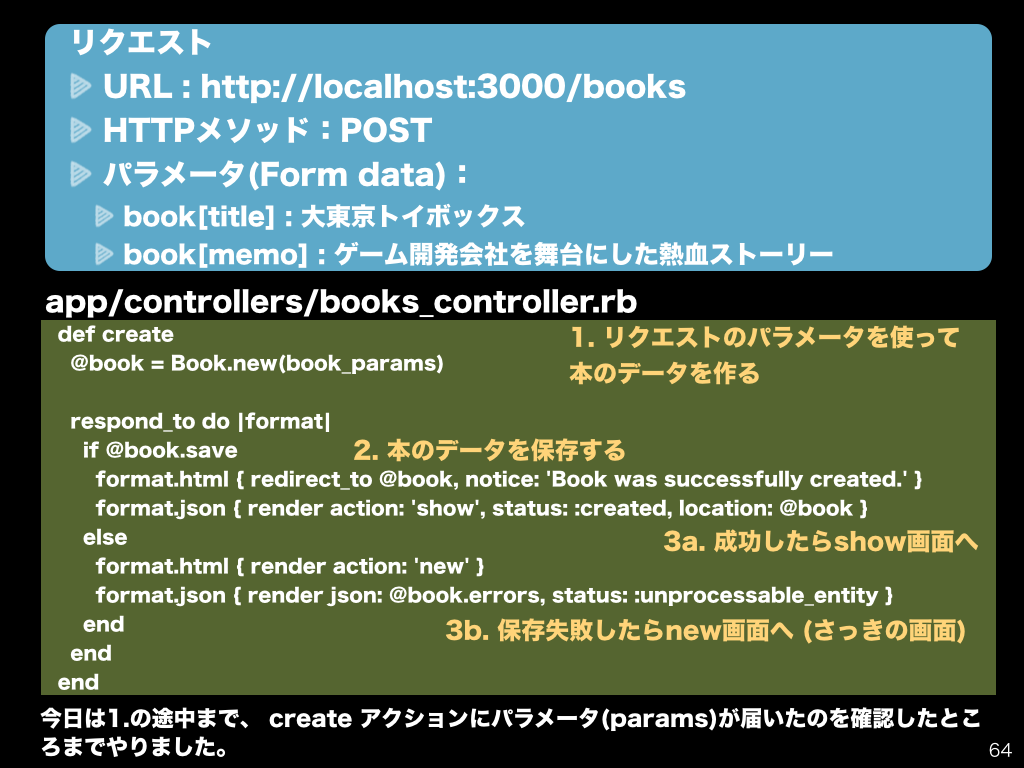 リクエスト
URL : http://localhost:3000/books
HTTPメソッド：POST
パラメータ(Form data)：
book[title] : 大東京トイボックス
book[memo] : ゲーム開発会社を舞台にした熱血ストーリー
app/controllers/books_controller.rb
def create
@book = Book.new(book_params)
1. リクエストのパラメータを使って
本のデータを作る
respond_to do |format|
if @book.save
2. 本のデータを保存する
format.html { redirect_to @book, notice: 'Book was successfully created.' }
format.json { render action: 'show', status: :created, location: @book }
else
3a. 成功したらshow画面へ
format.html { render action: 'new' }
format.json { render json: @book.errors, status: :unprocessable_entity }
end
3b. 保存失敗したらnew画面へ (さっきの画面)
end
end
今日は1.の途中まで、 create アクションにパラメータ(params)が届いたのを確認したとこ
ろまでやりました。
64